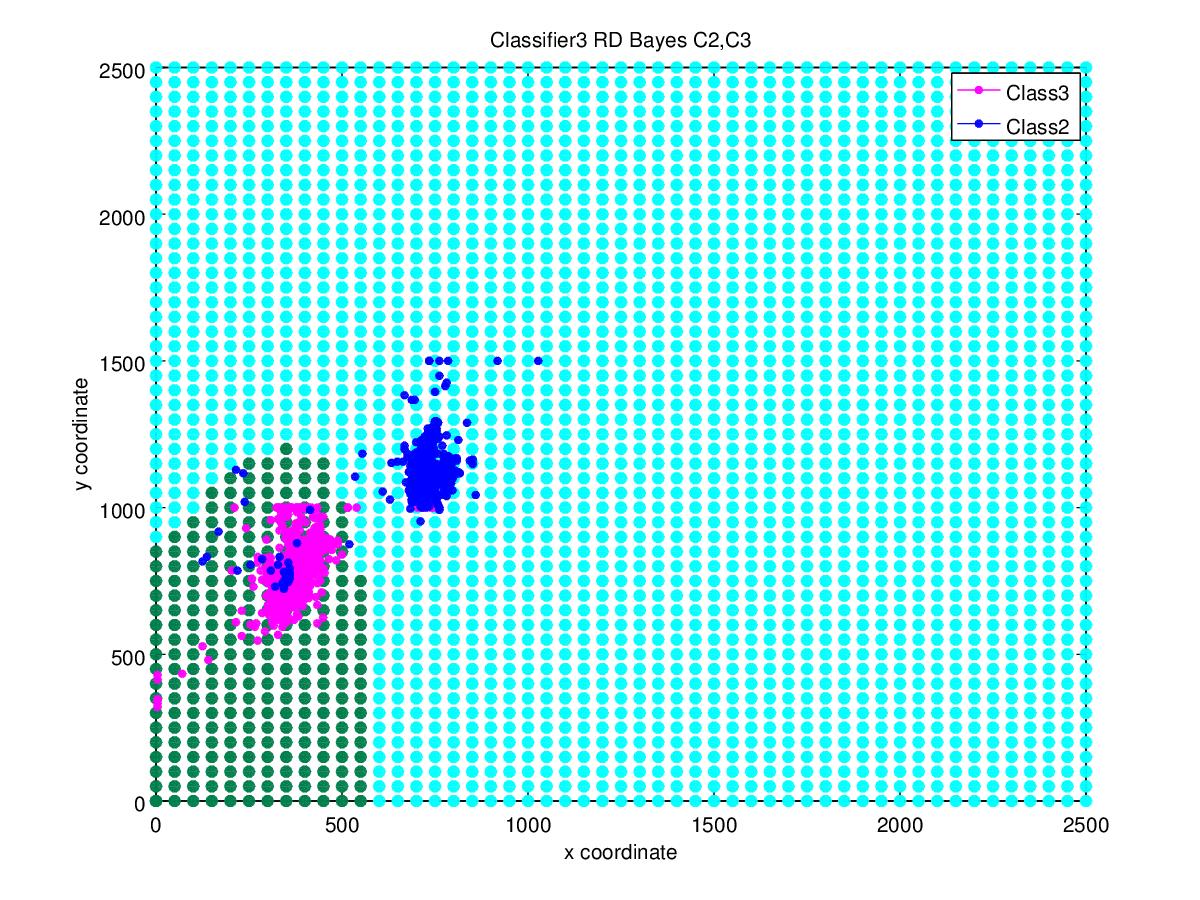 Classifier3 RD Bayes C2,C3
2500
Class3
Class2
2000
1500
y coordinate
1000
500
0
0 500 1000 1500 2000 2500
x coordinate